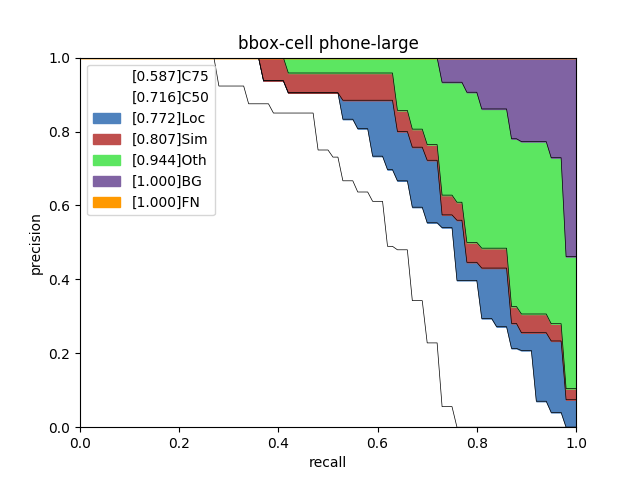 bbox-cell phone-large
1.0
0.8
0.6
0.4
0.2
0.0
precision
[0.587]C75
[0.716]C50
[0.772]Loc
[0.807]Sim
[0.944]Oth
[1.000]BG
[1.000]FN
0.0 0.2 0.4 0.6 0.8 1.0
recall